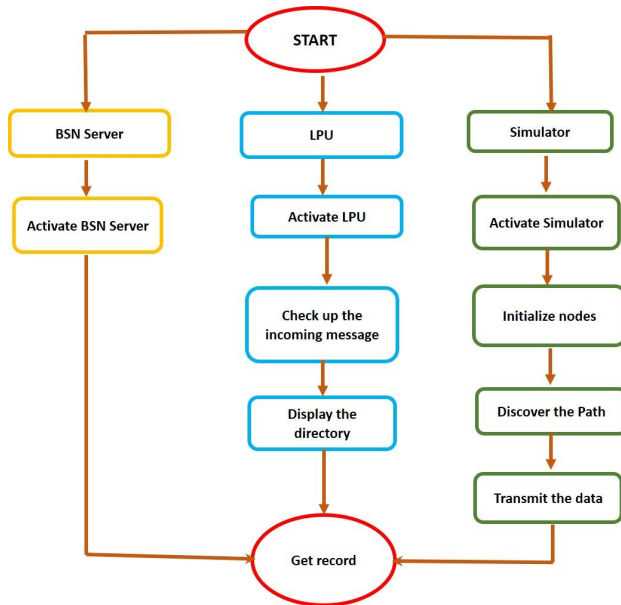 START
BSN Server
LPU
Simulator
Activate BSN Server
Activate LPU
Activate Simulator
Check up the
incoming message
Initialize nodes
Display the
directory
Discover the Path
Transmit the data
Get record